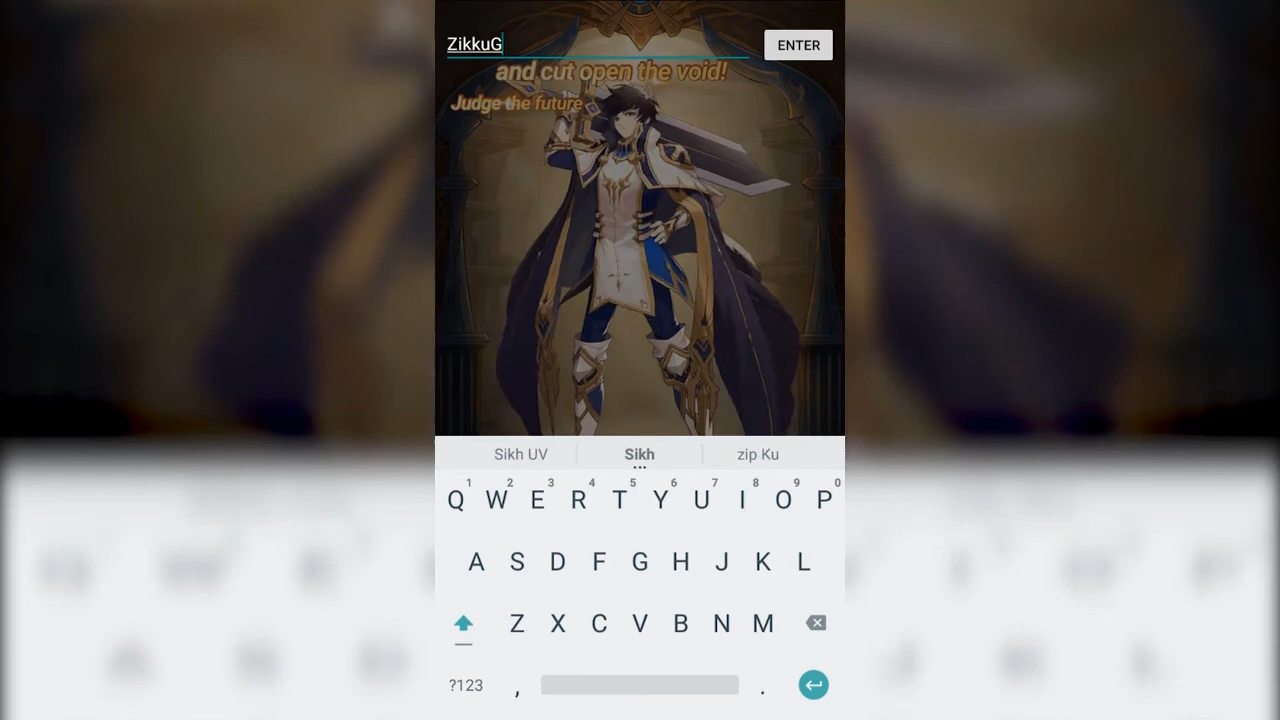 ZikkuG
ENTER
and cut open the void!
Judge the future
Sikh UV
Sikh
zip Ku
...
1 2 3 4 5 6 7 8 9 0
Q W E R T Y U I O P
A S D F G H J K L
Z X C V B N M
?123 , .